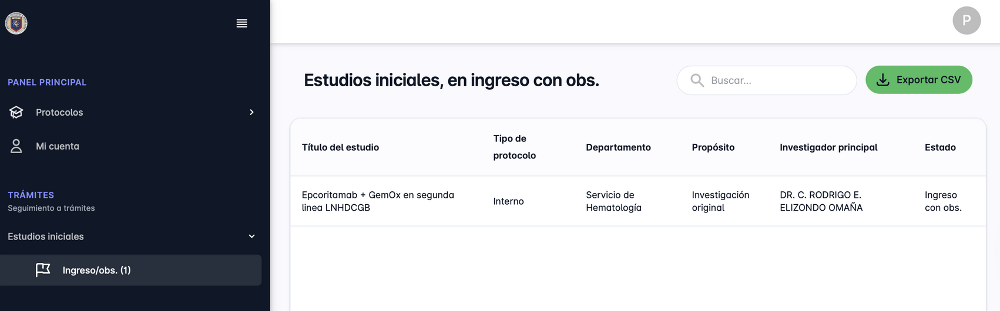 PANEL PRINCIPAL
Protocolos
Mi cuenta
TRÁMITES
Seguimiento a trámites
Estudios iniciales
Ingreso/obs. (1)
P
Estudios iniciales, en ingreso con obs.
Buscar...
Exportar CSV
Título del estudio
Tipo de
protocolo
Departamento
Propósito
Investigador principal
Estado
Epcoritamab + GemOx en segunda
linea LNHDCGB
Interno
Servicio de
Hematología
Investigación
original
DR. C. RODRIGO E.
ELIZONDO OMAÑA
Ingreso
con obs.